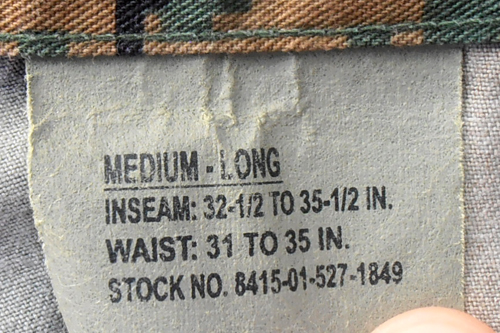 MEDIUM - LONG
INSEAM: 32-1/2 TO 35-1/2 IN.
WAIST: 31 TO 35 IN.
STOCK NO. 8415-01-527-1849